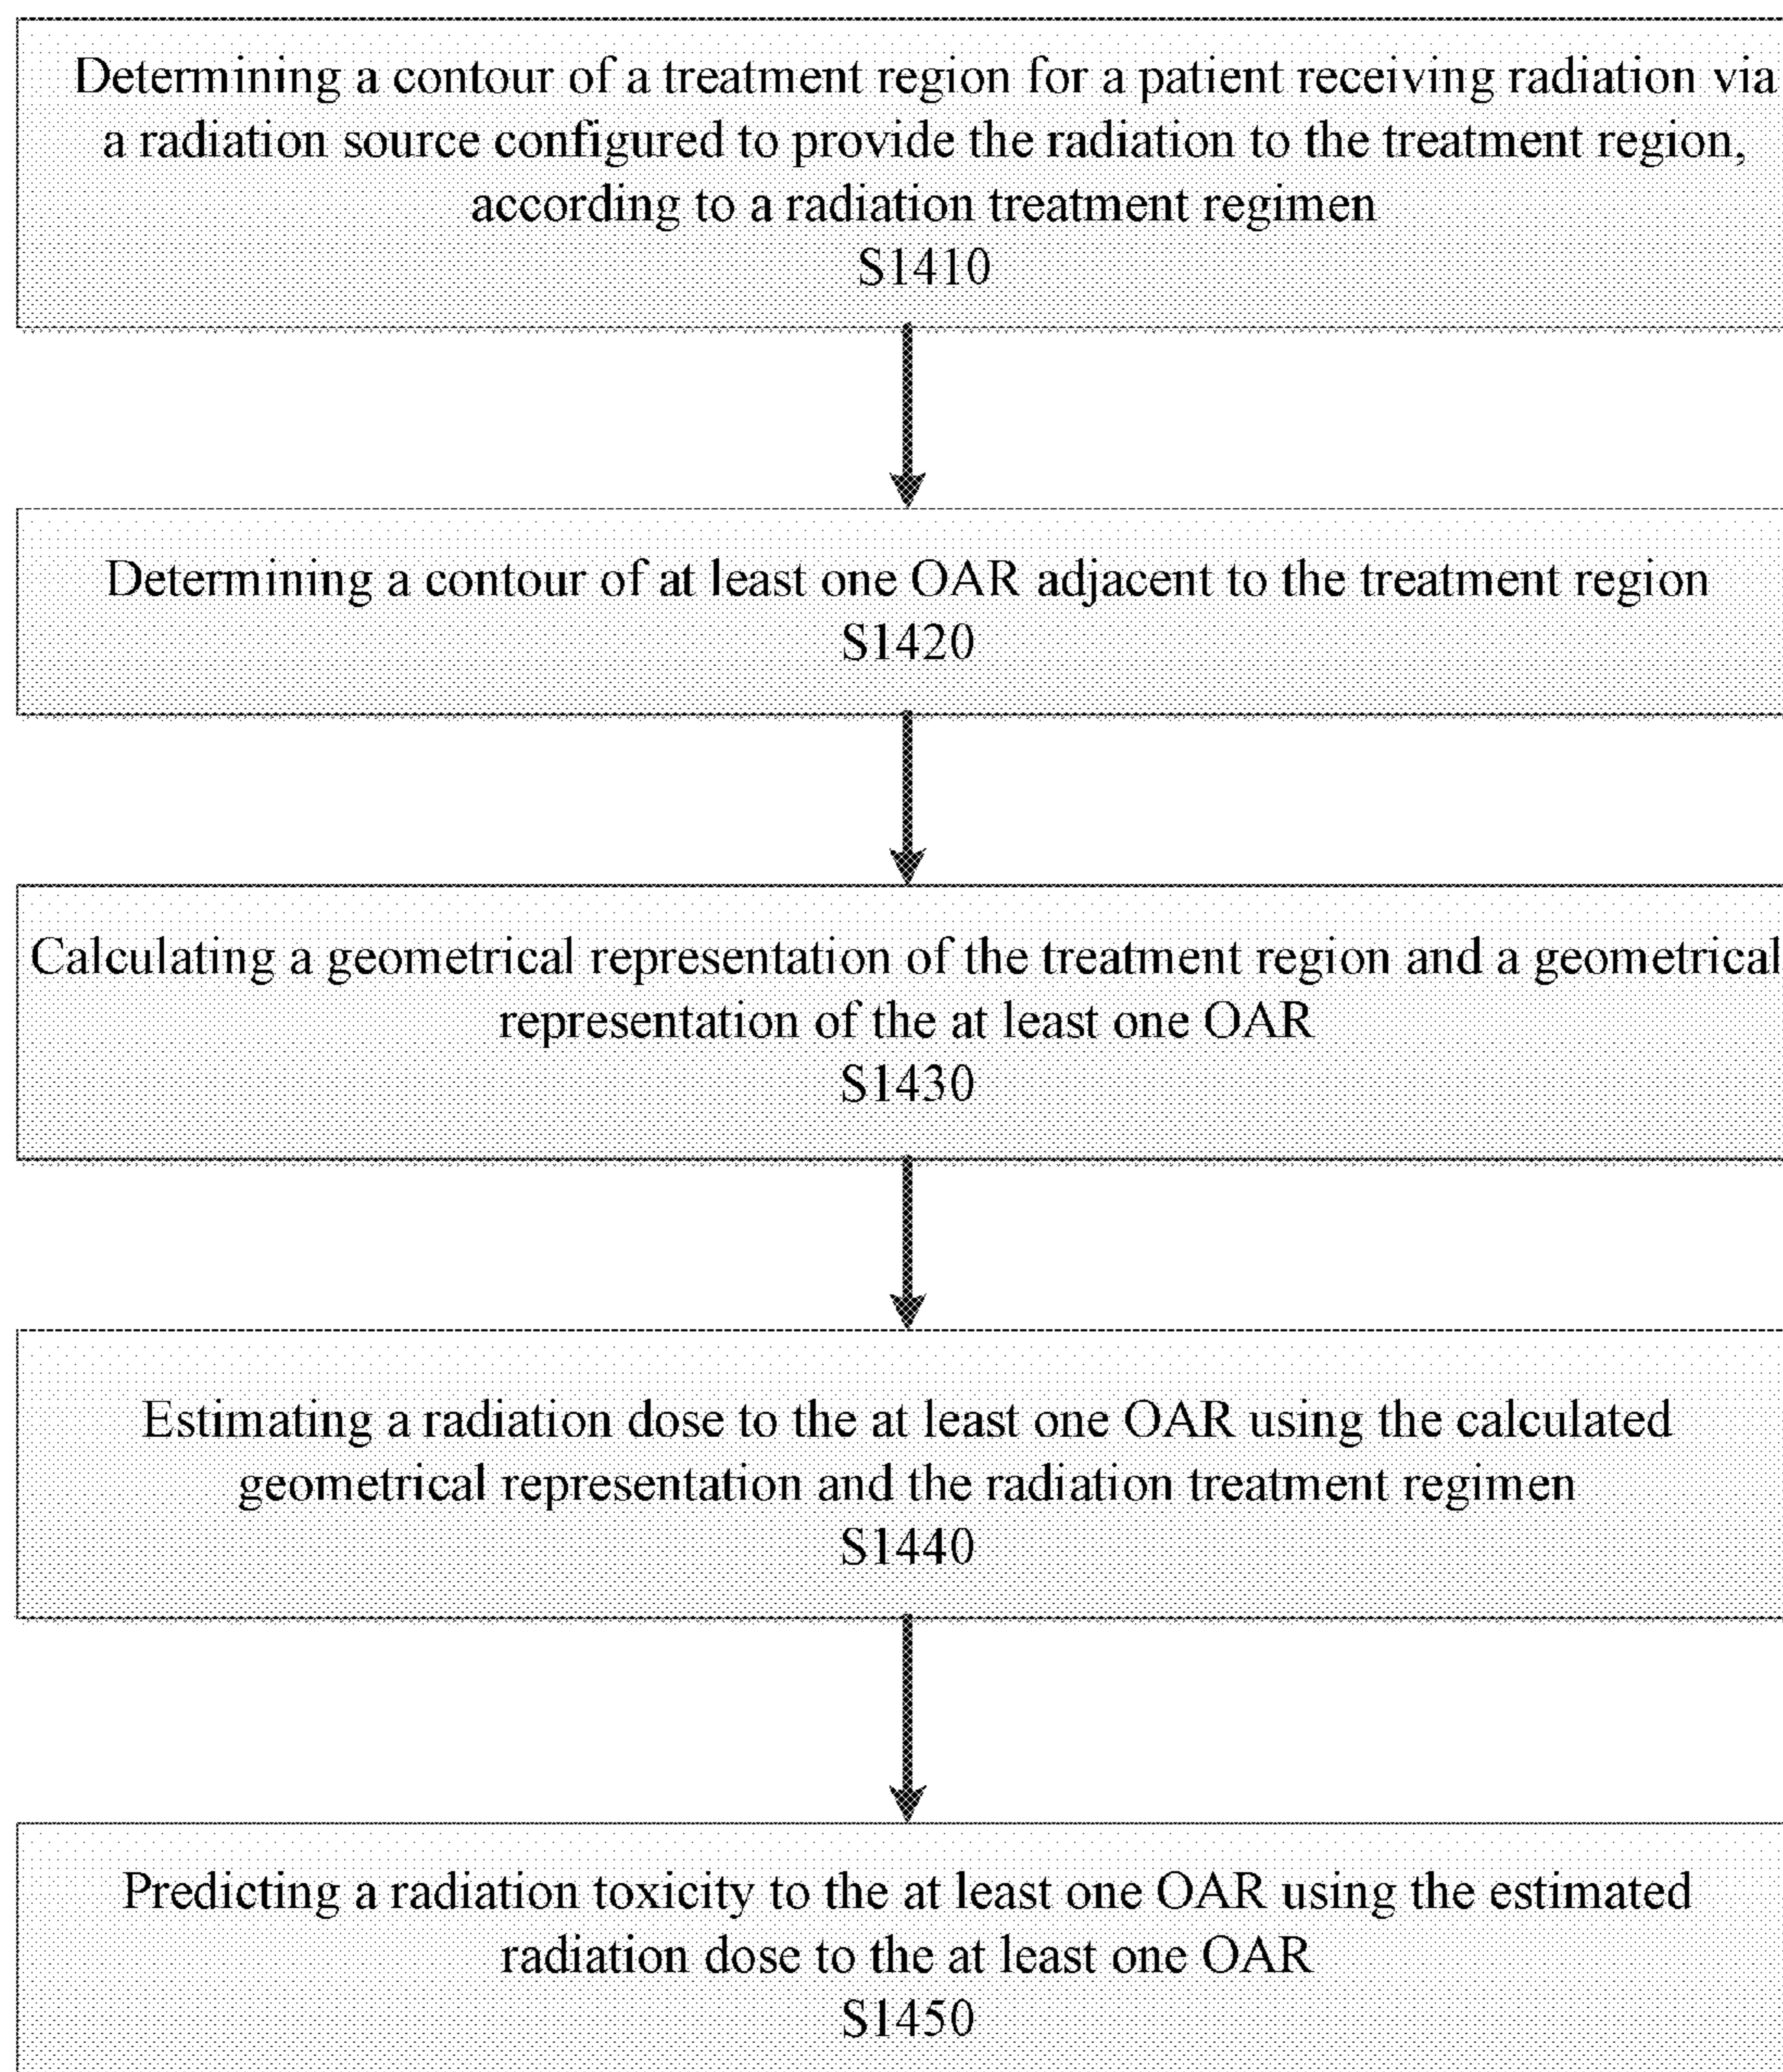 Determining a contour of a treatment region for a patient receiving radiation via
a radiation source configured to provide the radiation to the treatment region,
according to a radiation treatment regimen
S1410
Determining a contour of at least one OAR adjacent to the treatment region
S1420
Calculating a geometrical representation of the treatment region and a geometrical
representation of the at least one OAR
S1430
Estimating a radiation dose to the at least one OAR using the calculated
geometrical representation and the radiation treatment regimen
S1440
Predicting a radiation toxicity to the at least one OAR using the estimated
radiation dose to the at least one OAR
S1450